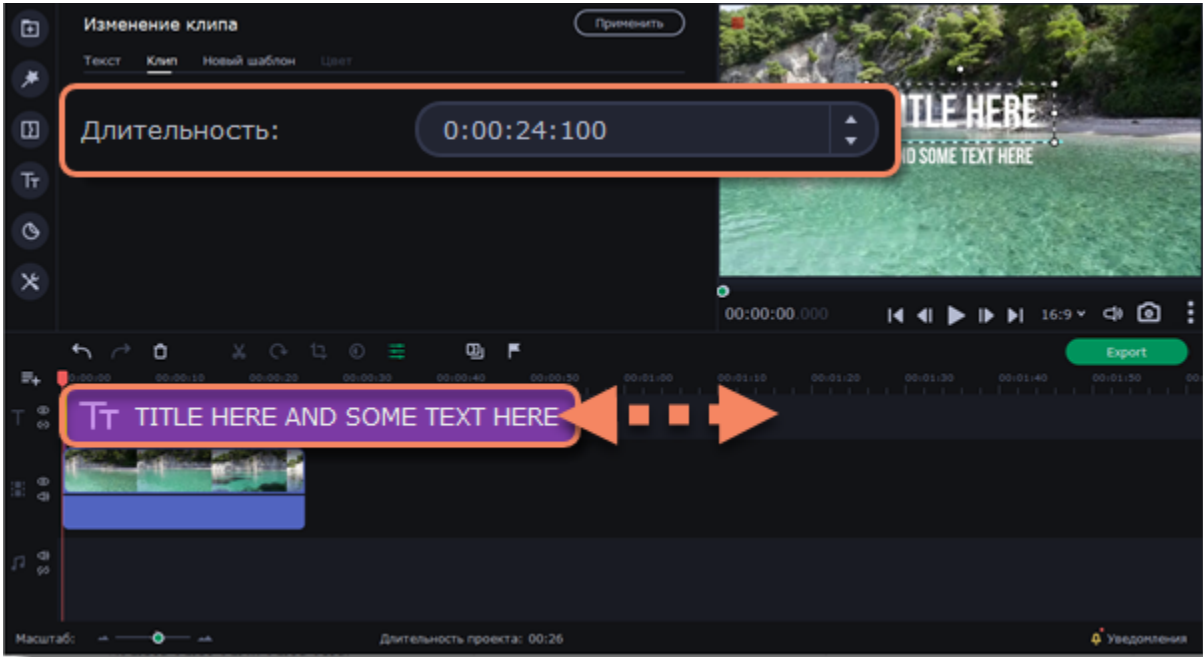 Изменение клипа
Применить
Текст Клип Новый шаблон Цвет
Длительность: 0:00:24:100
TITLE HERE
ND SOME TEXT HERE
00:00:00.000
16:9
Export
0:00:00 00:00:10 00:00:20 00:00:30 00:00:40 00:00:50 00:01:00 00:01:10 00:01:20 00:01:30 00:01:40 00:01:50 00
T Tт TITLE HERE AND SOME TEXT HERE
Масштаб:
Длительность проекта: 00:26
Уведомления